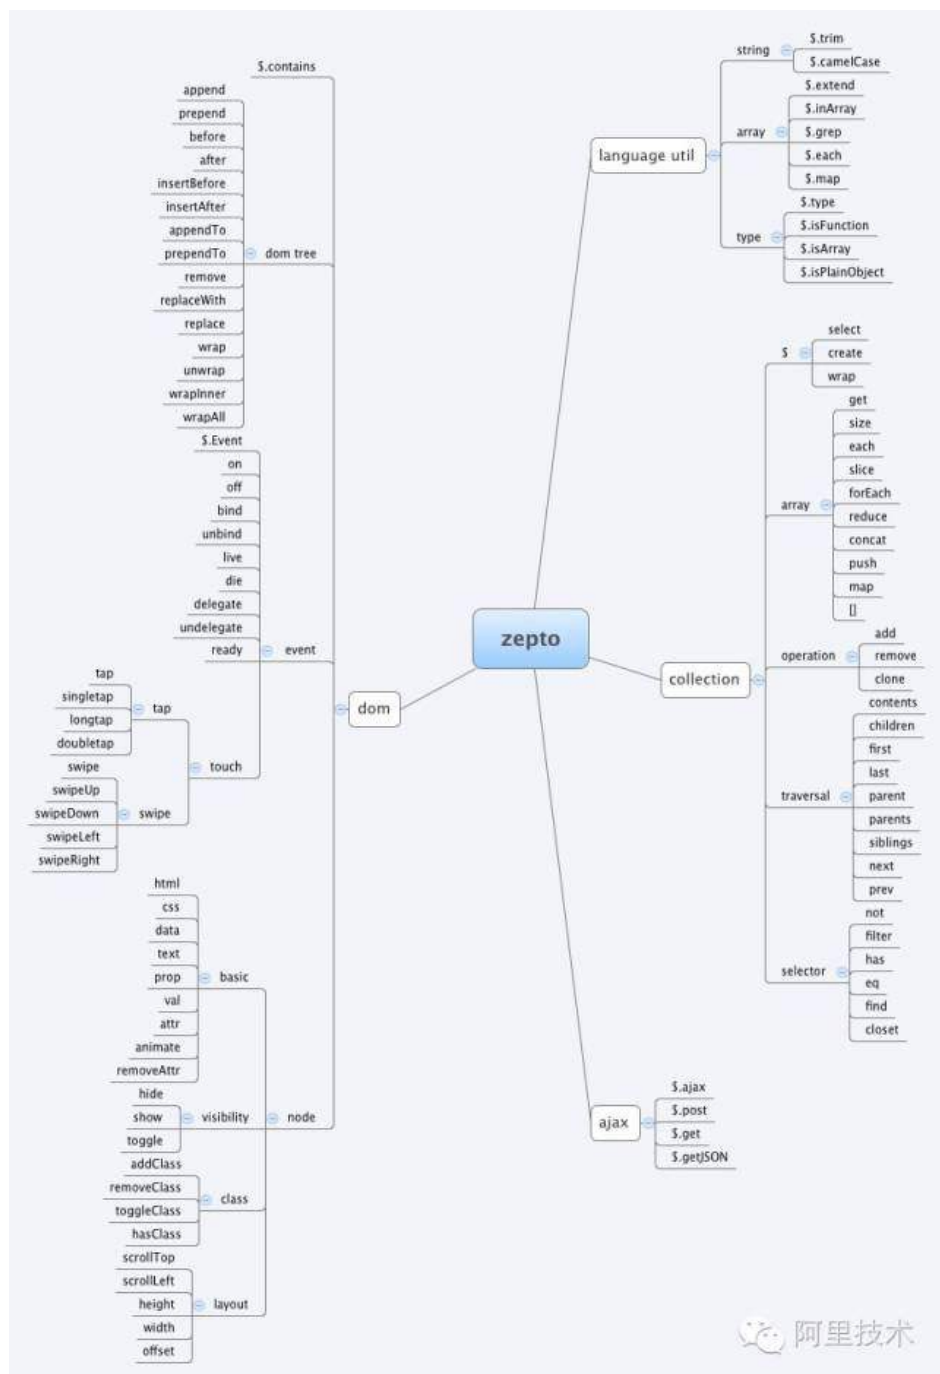 zepto
language util
string
$.trim
$.camelCase
array
$.extend
$.inArray
$.grep
$.each
$.map
type
$.type
$.isFunction
$.isArray
$.isPlainObject
collection
$
select
create
wrap
array
get
size
each
slice
forEach
reduce
concat
push
map
[]
operation
add
remove
clone
traversal
contents
children
first
last
parent
parents
siblings
next
prev
selector
not
filter
has
eq
find
closet
ajax
$.ajax
$.post
$.get
$.getJSON
dom
$.contains
dom tree
append
prepend
before
after
insertBefore
insertAfter
appendTo
prependTo
remove
replaceWith
replace
wrap
unwrap
wrapInner
wrapAll
event
$.Event
on
off
bind
unbind
live
die
delegate
undelegate
ready
touch
tap
tap
singletap
longtap
doubletap
swipe
swipe
swipeUp
swipeDown
swipeLeft
swipeRight
node
basic
html
css
data
text
prop
val
attr
animate
removeAttr
visibility
hide
show
toggle
class
addClass
removeClass
toggleClass
hasClass
layout
scrollTop
scrollLeft
height
width
offset
阿里技术